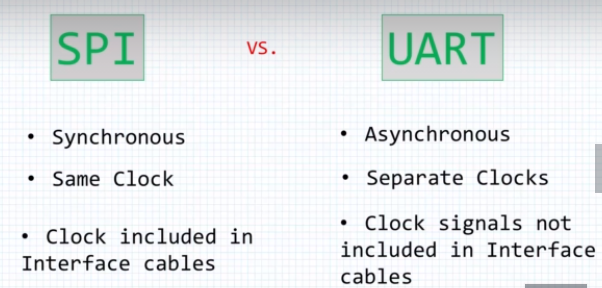 SPI vs. UART
• Synchronous
• Same Clock
• Clock included in
Interface cables
• Asynchronous
• Separate Clocks
• Clock signals not
included in Interface
cables